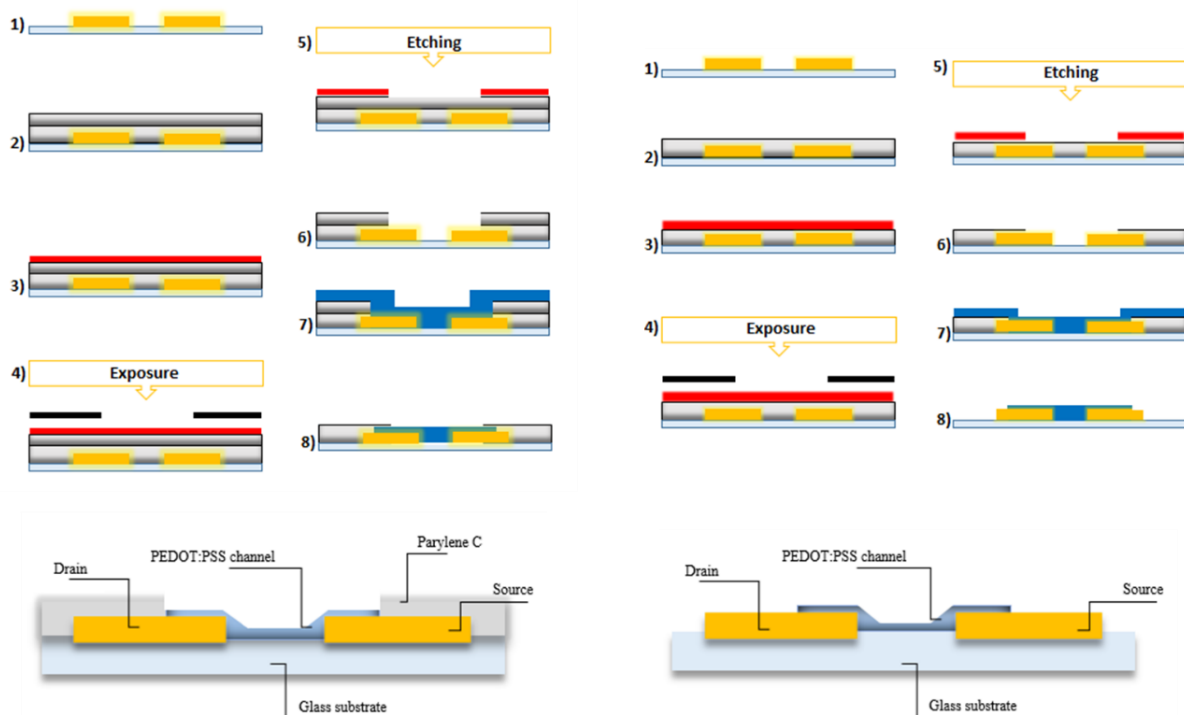 1)
2)
3)
4)
Exposure
5)
Etching
6)
7)
8)
1)
2)
3)
4)
Exposure
5)
Etching
6)
7)
8)
Parylene C
PEDOT:PSS channel
Drain
Source
Glass substrate
PEDOT:PSS channel
Drain
Source
Glass substrate